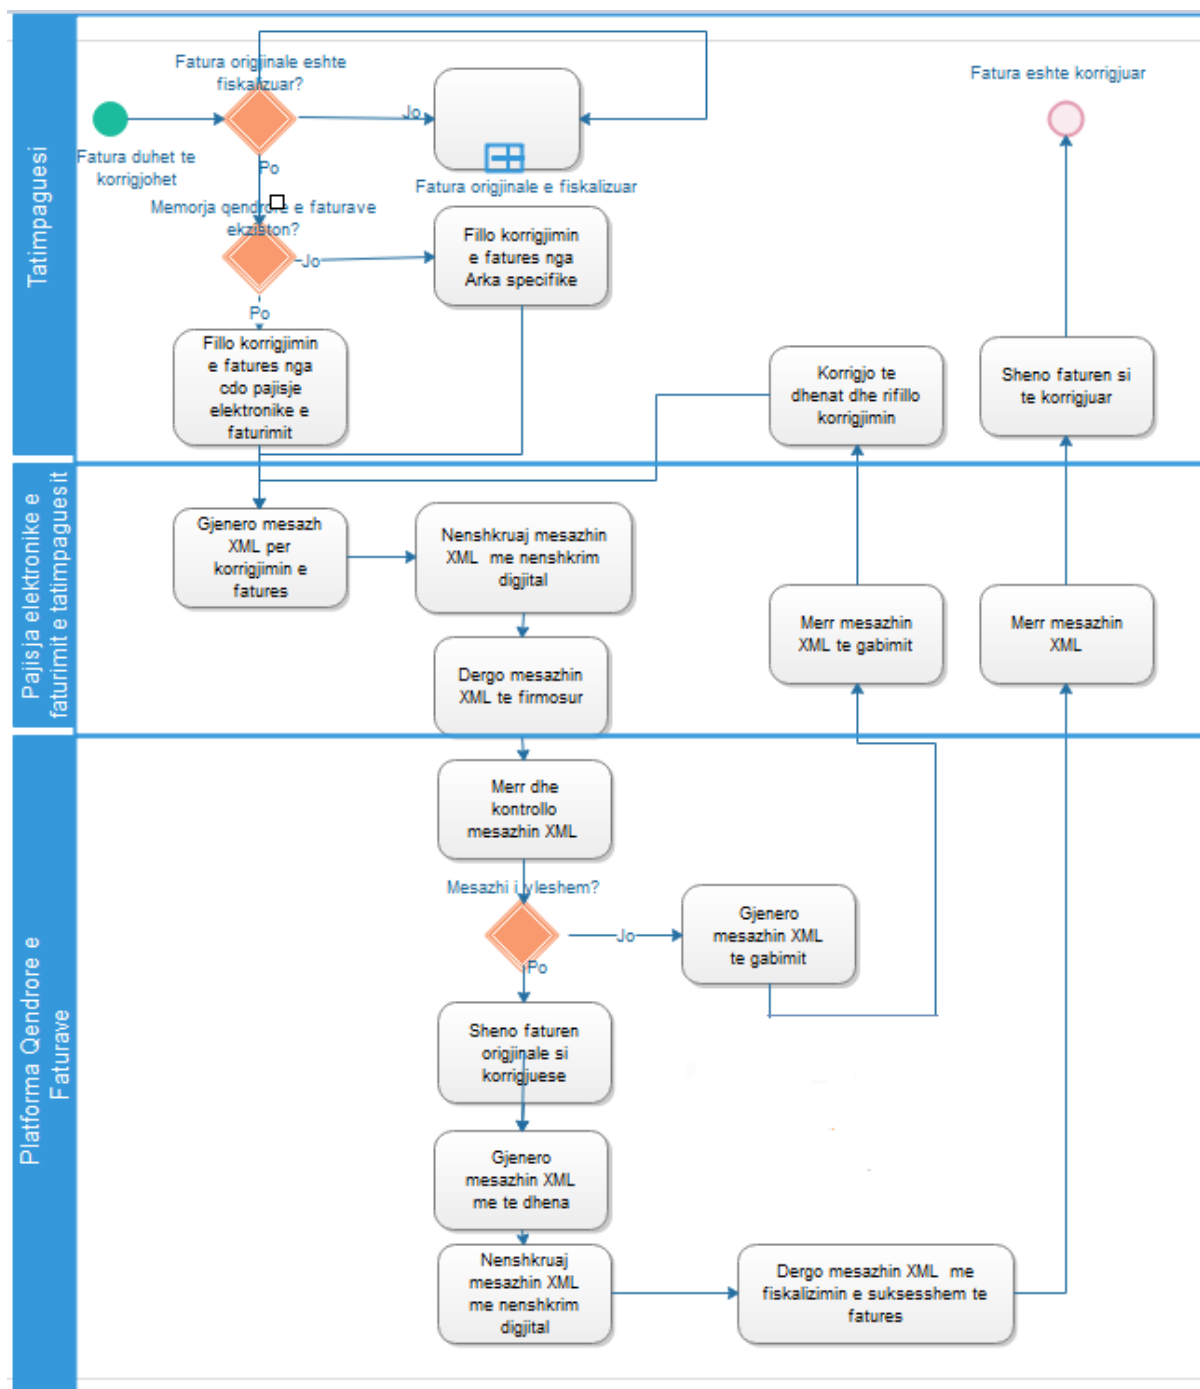 Tatimpaguesi
Fatura origjinale eshte
fiskalizuar?
Jo
Po
Fatura duhet te
korrigjohet
Fatura origjinale e fiskalizuar
Fatura eshte korrigjuar
Memorja qendrore e faturave
ekziston?
Jo
Po
Fillo korrigjimin
e fatures nga
Arka specifike
Fillo korrigjimin
e fatures nga
cdo pajisje
elektronike e
faturimit
Korrigjo te
dhenat dhe rifillo
korrigjimin
Sheno faturen si
te korrigjuar
Pajisja elektronike e
faturimit e tatimpaguesit
Gjenero mesazh
XML per
korrigjimin e
fatures
Nenshkruaj mesazhin
XML me nenshkrim
digjital
Dergo mesazhin
XML te firmosur
Merr mesazhin
XML te gabimit
Merr mesazhin
XML
Platforma Qendrore e
Faturave
Merr dhe
kontrollo
mesazhin XML
Mesazhi i vleshem?
Jo
Po
Gjenero
mesazhin XML
te gabimit
Sheno faturen
origjinale si
korrigjuese
Gjenero
mesazhin XML
me te dhena
Nenshkruaj
mesazhin XML
me nenshkrim
digjital
Dergo mesazhin XML me
fiskalizimin e suksesshem te
fatures